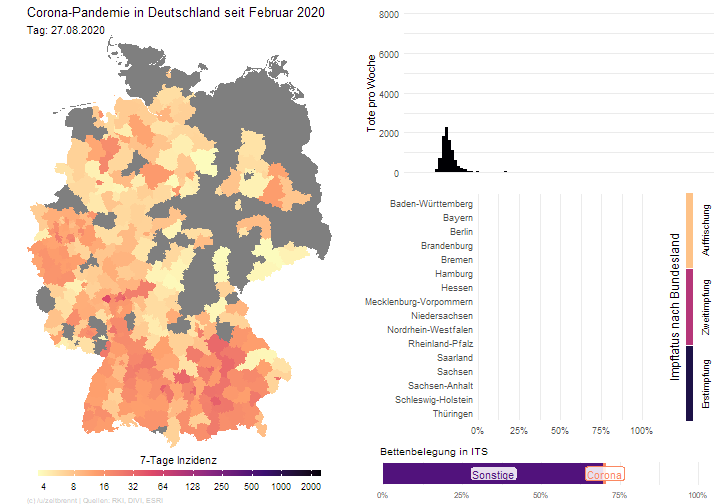 Corona-Pandemie in Deutschland seit Februar 2020
Tag: 27.08.2020
7-Tage Inzidenz
4 8 16 32 64 128 250 500 1000 2000
(c) /u/zeitbrennt | Quellen: RKI, DIVI, ESRI
Tote pro Woche
8000
6000
4000
2000
0
Baden-Württemberg
Bayern
Berlin
Brandenburg
Bremen
Hamburg
Hessen
Mecklenburg-Vorpommern
Niedersachsen
Nordrhein-Westfalen
Rheinland-Pfalz
Saarland
Sachsen
Sachsen-Anhalt
Schleswig-Holstein
Thüringen
0% 25% 50% 75% 100%
Impfstatus nach Bundesland
Auffrischung
Zweitimpfung
Erstimpfung
Bettenbelegung in ITS
Sonstige Corona
0% 25% 50% 75% 100%